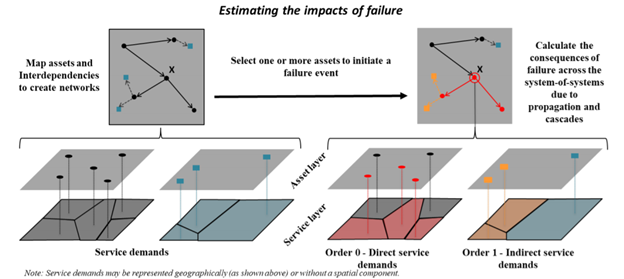 Estimating the impacts of failure
Map assets and
Interdependencies
to create networks
X
Select one or more assets to initiate a
failure event
X
Calculate the
consequences of
failure across the
system-of-systems
due to
propagation and
cascades
Asset layer
Service layer
Service demands
Order 0 - Direct service
demands
Order 1 - Indirect service
demands
Note: Service demands may be represented geographically (as shown above) or without a spatial component.